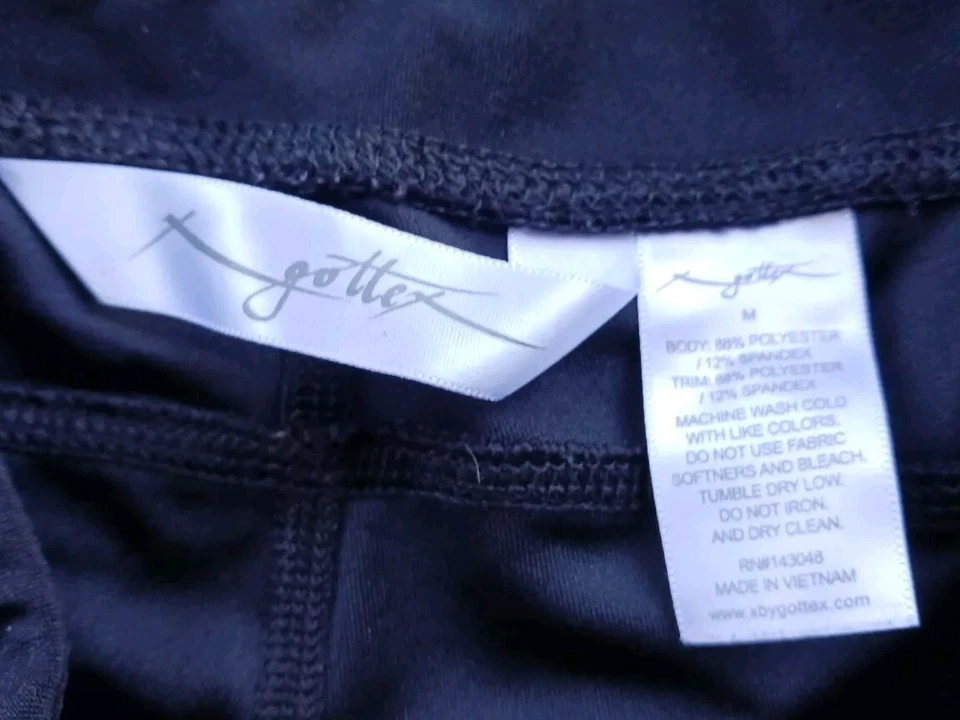 X gottex
X gottex
M
BODY: 88% POLYESTER
/ 12% SPANDEX
TRIM: 88% POLYESTER
/ 12% SPANDEX
MACHINE WASH COLD
WITH LIKE COLORS.
DO NOT USE FABRIC
SOFTNERS AND BLEACH.
TUMBLE DRY LOW.
DO NOT IRON.
AND DRY CLEAN.
RN#143048
MADE IN VIETNAM
www.xbygottex.com